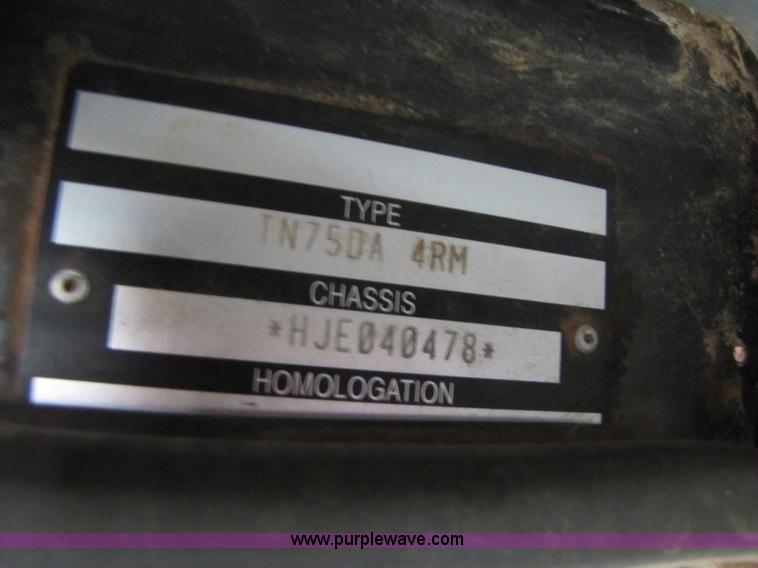 TYPE
TN75DA 4RM
CHASSIS
*HJE040478*
HOMOLOGATION
www.purplewave.com